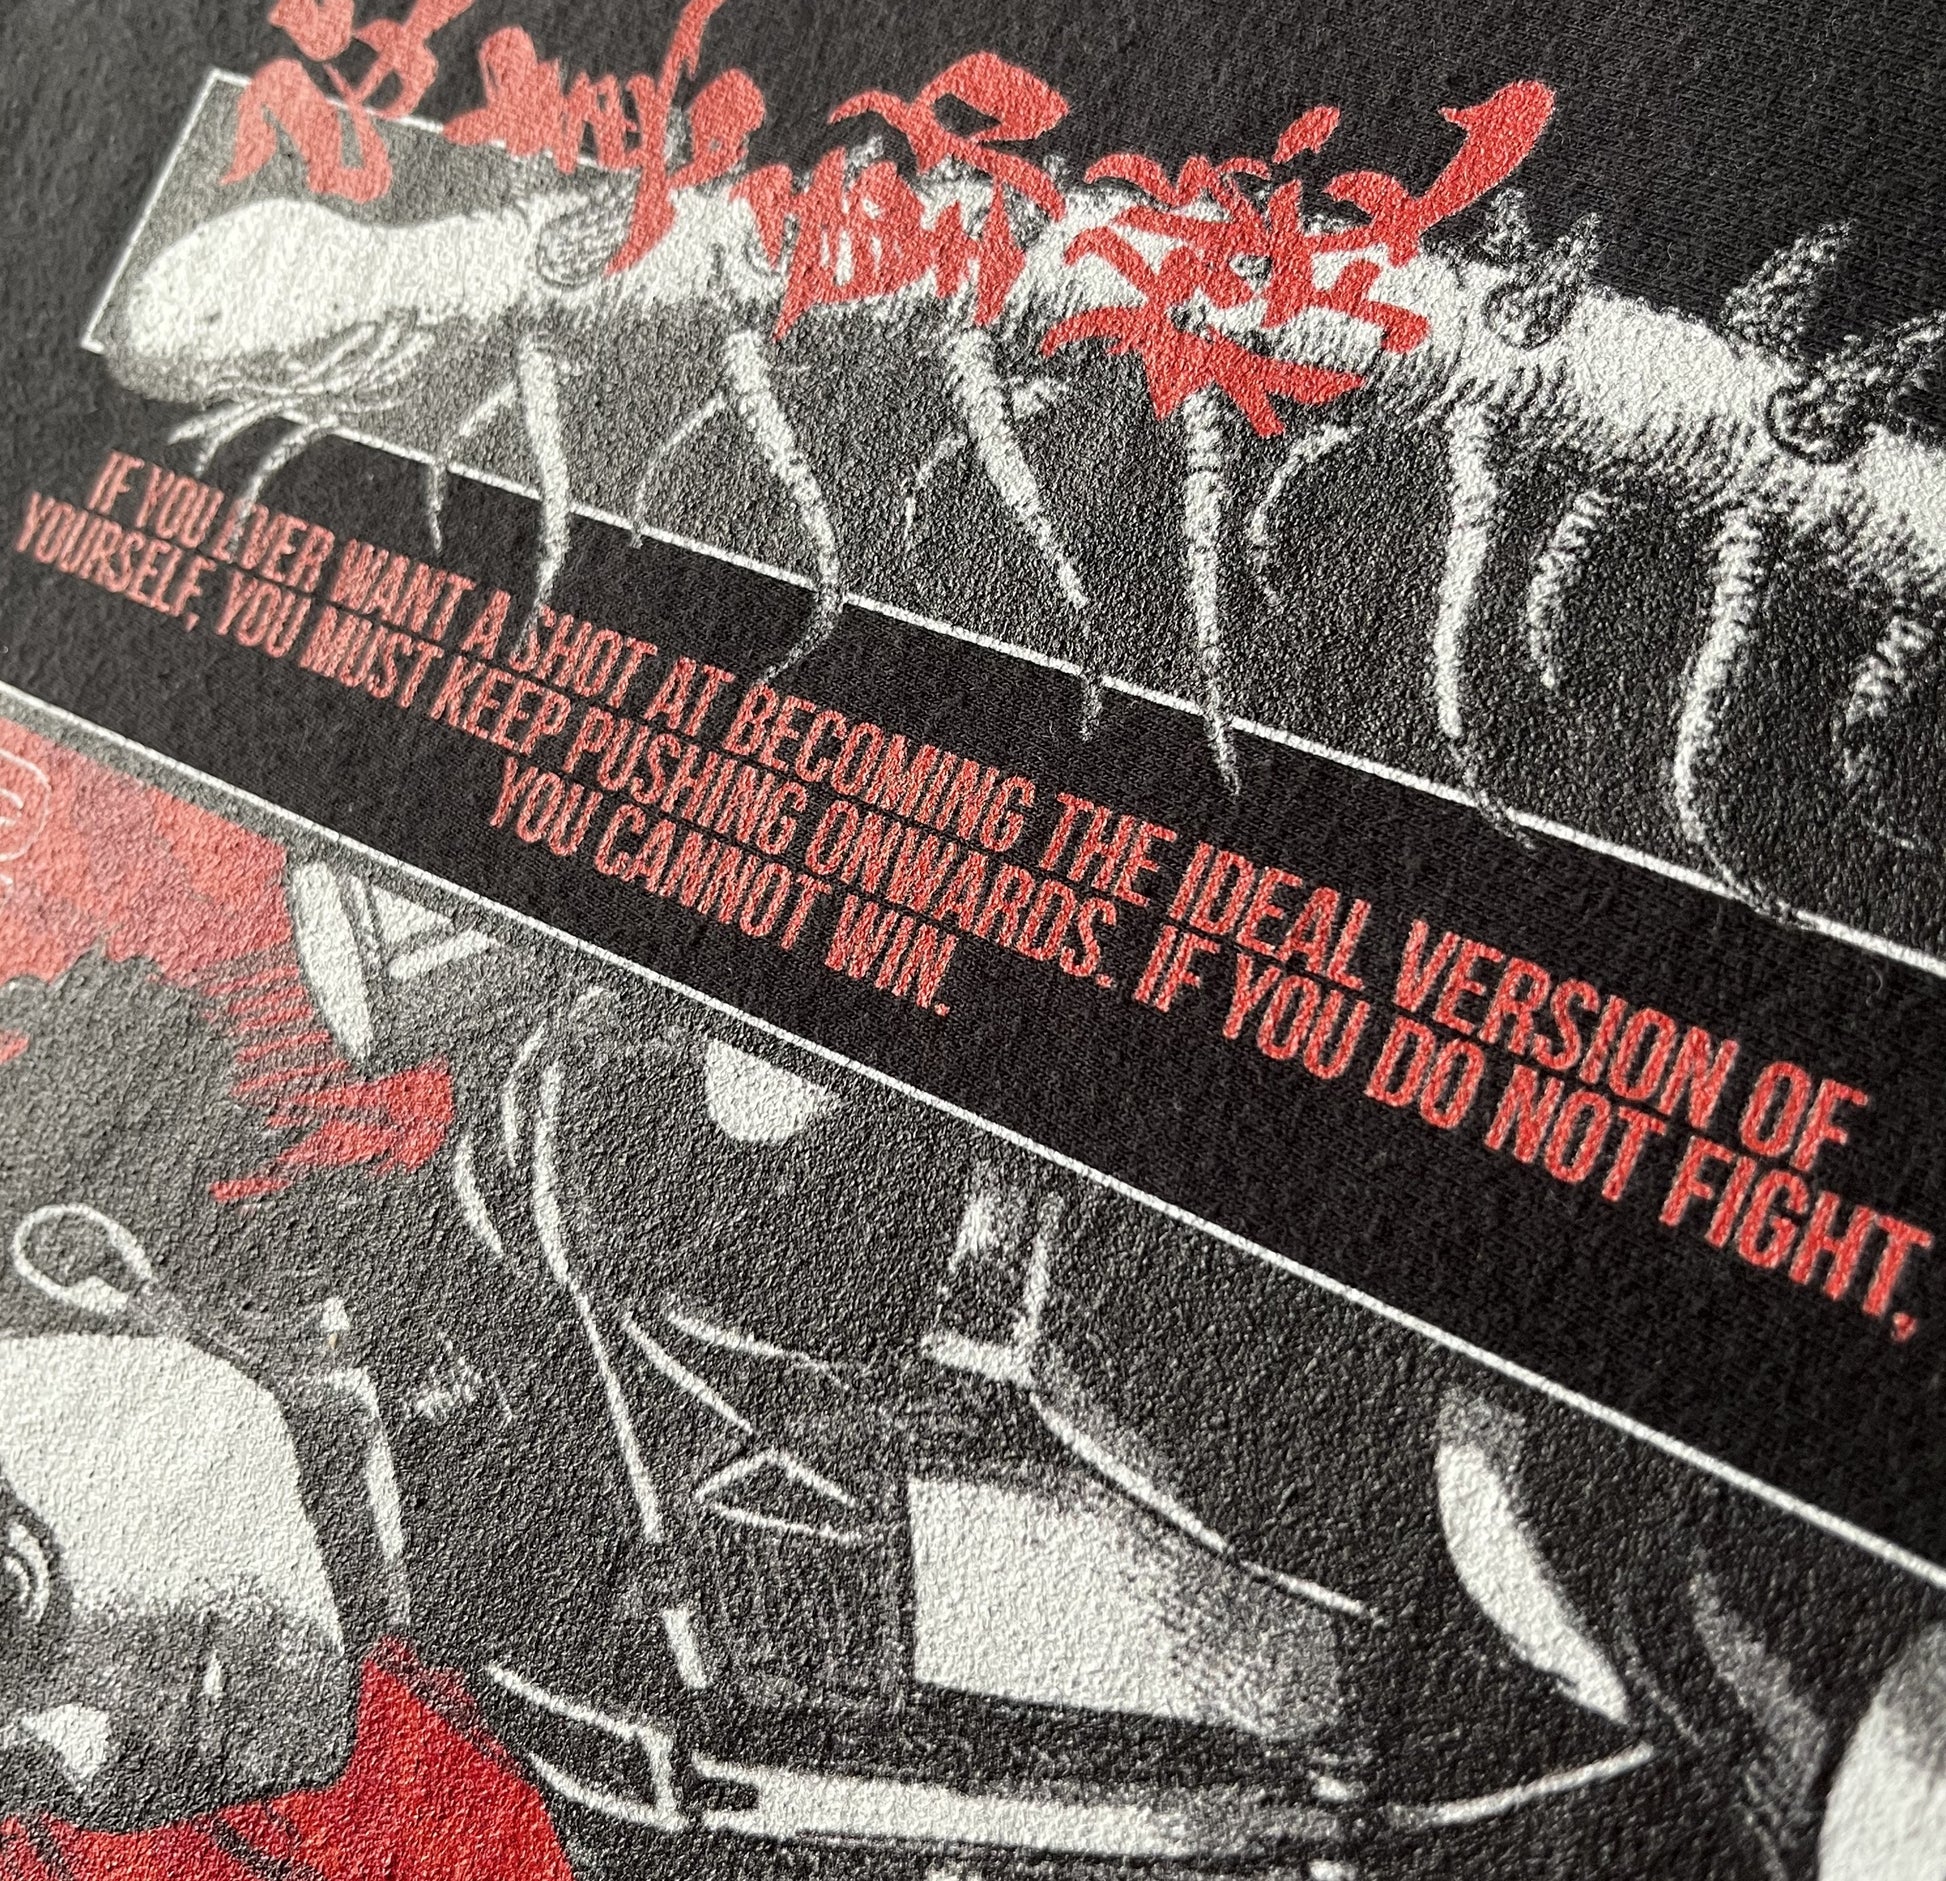 IF YOU EVER WANT A SHOT AT BECOMING THE IDEAL VERSION OF
YOURSELF, YOU MUST KEEP PUSHING ONWARDS. IF YOU DO NOT FIGHT,
YOU CANNOT WIN.